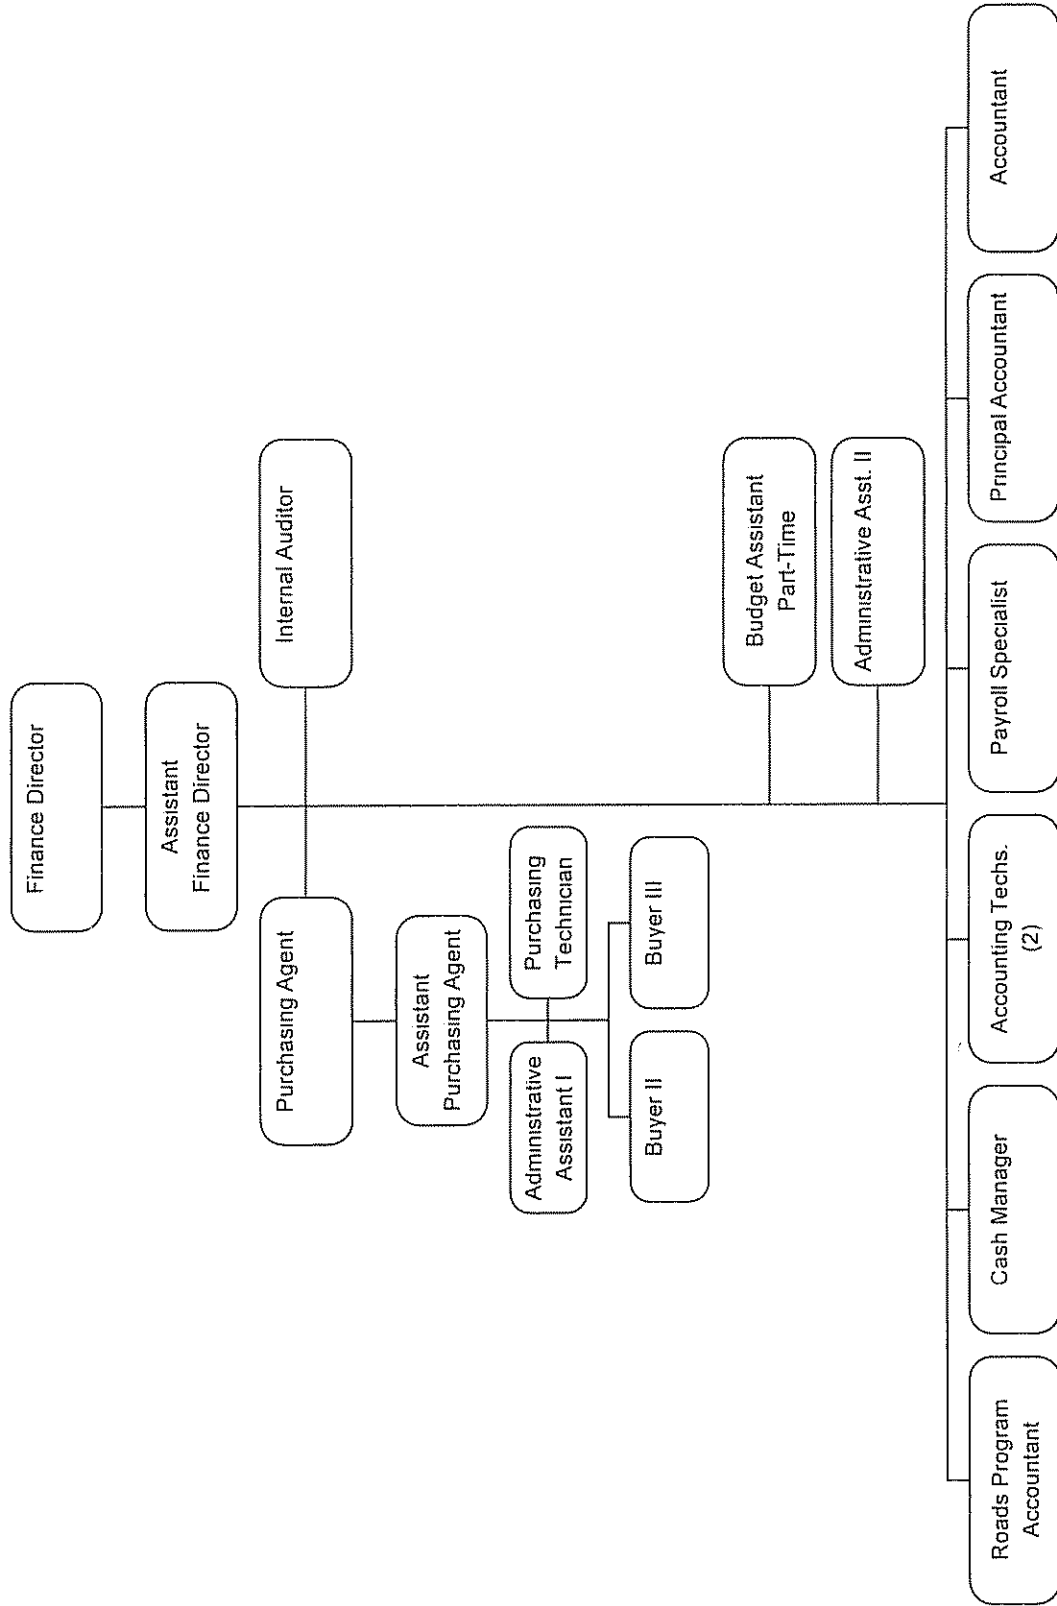 Finance Director
Assistant
Finance Director
Purchasing Agent
Internal Auditor
Assistant
Purchasing Agent
Administrative
Assistant I
Purchasing
Technician
Buyer II
Buyer III
Budget Assistant
Part-Time
Administrative Asst. II
Roads Program
Accountant
Cash Manager
Accounting Techs.
(2)
Payroll Specialist
Principal Accountant
Accountant